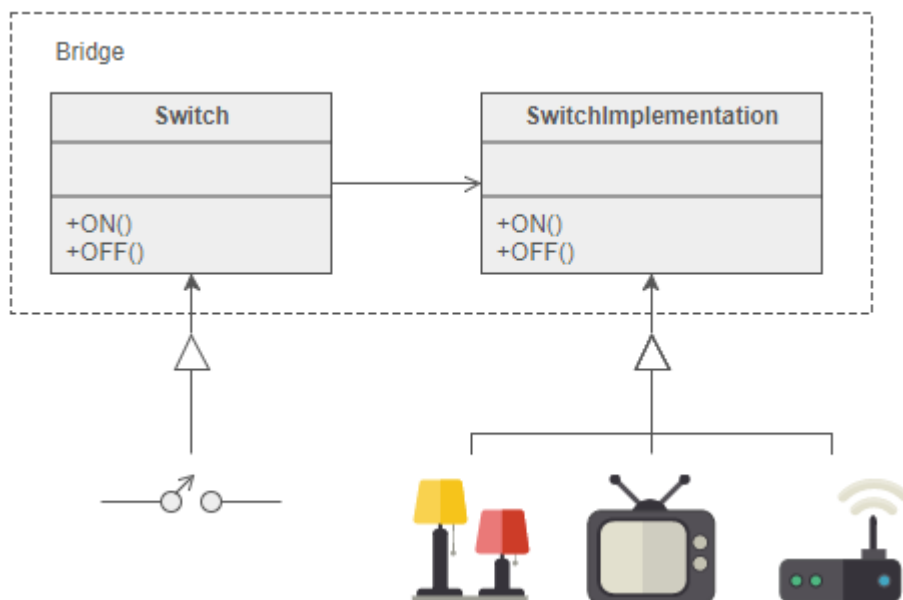 Bridge
Switch
+ON()
+OFF()
SwitchImplementation
+ON()
+OFF()